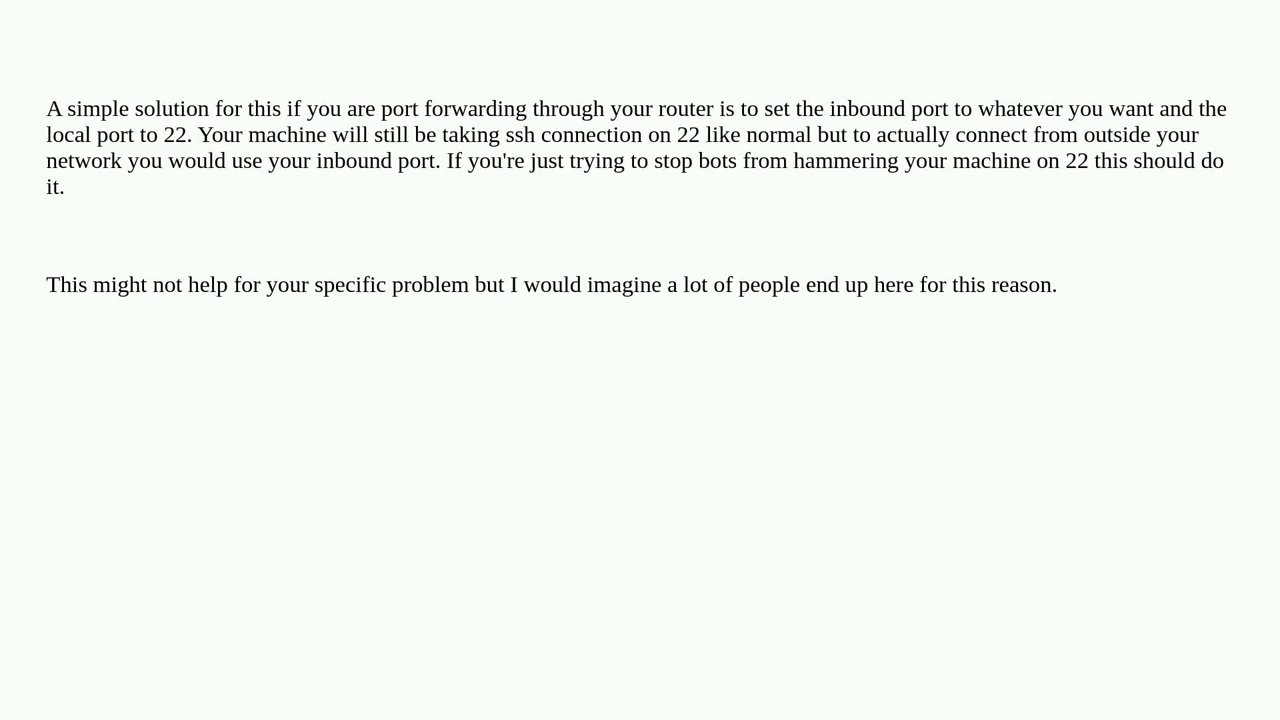 A simple solution for this if you are port forwarding through your router is to set the inbound port to whatever you want and the
local port to 22. Your machine will still be taking ssh connection on 22 like normal but to actually connect from outside your
network you would use your inbound port. If you're just trying to stop bots from hammering your machine on 22 this should do
it.
This might not help for your specific problem but I would imagine a lot of people end up here for this reason.